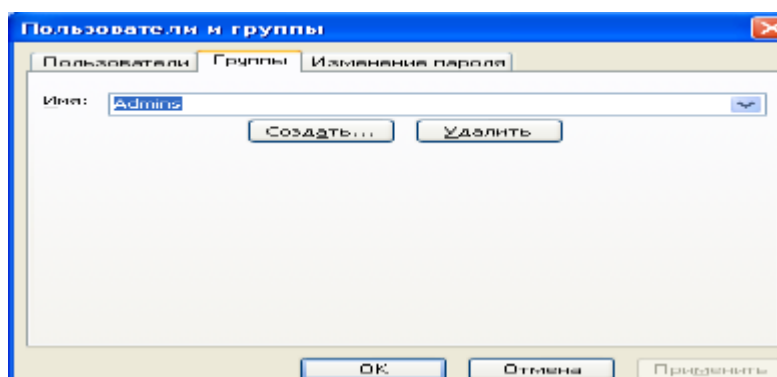 Пользователи и группы
Пользователи Группы Изменение пароля
Имя: Admins
Создать... Удалить
ОК Отмена Применить